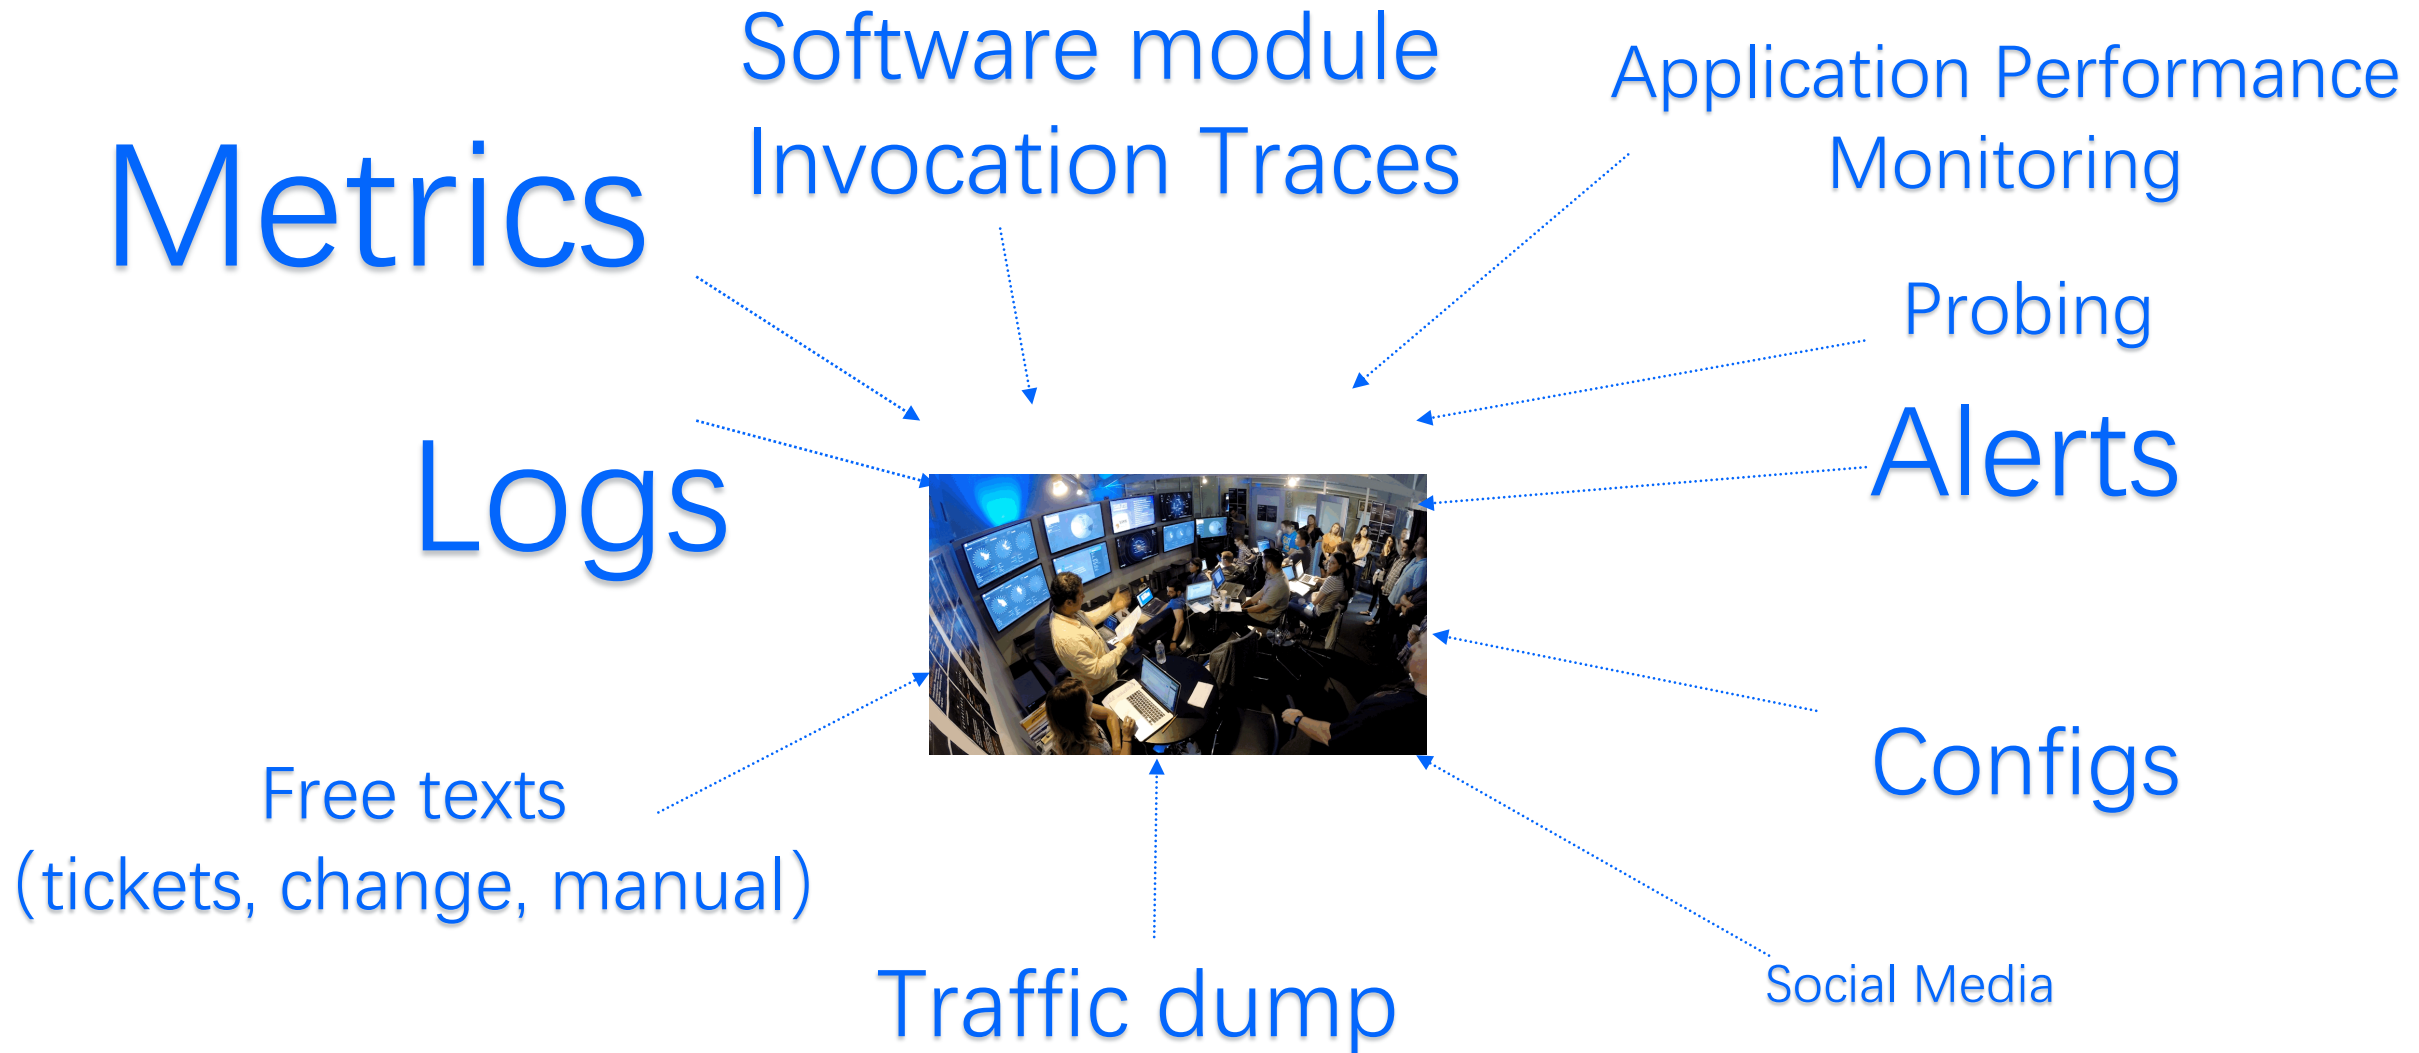 Software module
Invocation Traces
Application Performance
Monitoring
Metrics
Probing
Alerts
Logs
Configs
Free texts
(tickets, change, manual)
Social Media
Traffic dump